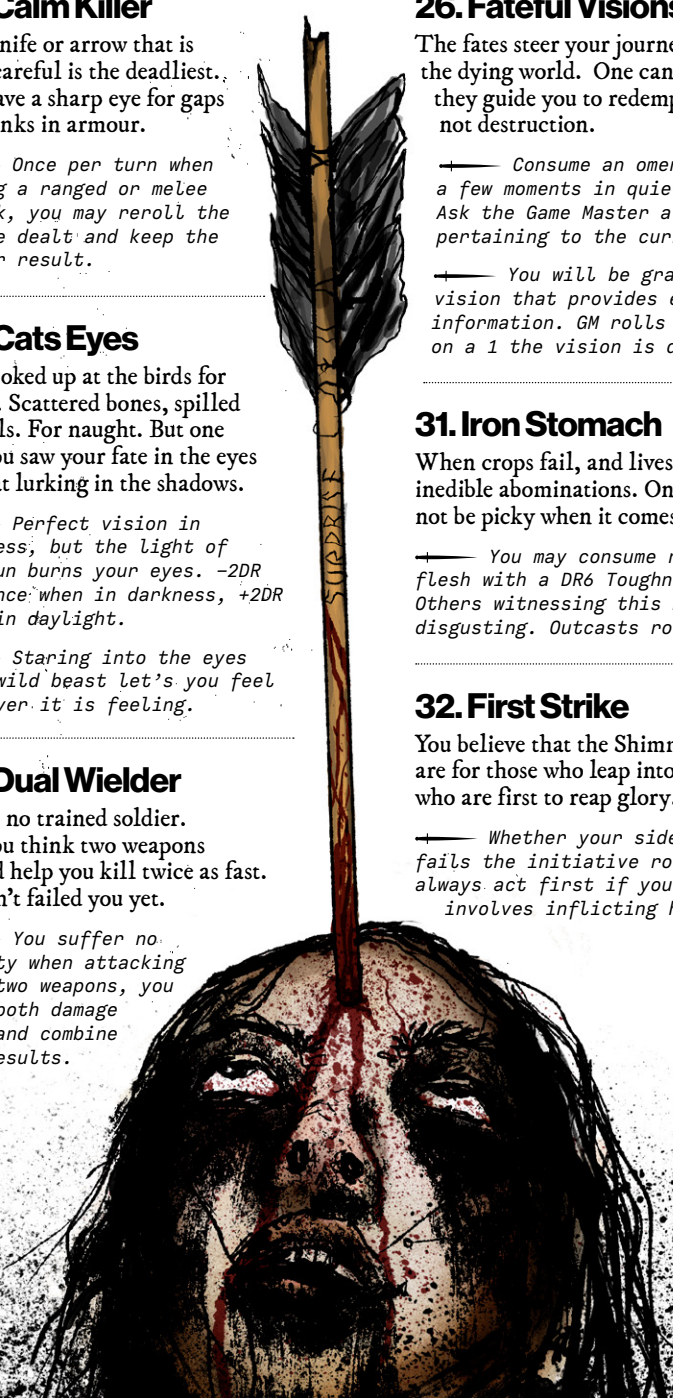 Calm Killer
nife or arrow that is
careful is the deadliest.
ave a sharp eye for gaps
nks in armour.
Once per turn when
g a ranged or melee
k, you may reroll the
e dealt and keep the
r result.
Cats Eyes
oked up at the birds for
. Scattered bones, spilled
ls. For naught. But one
ou saw your fate in the eyes
at lurking in the shadows.
Perfect vision in
ess, but the light of
un burns your eyes. -2DR
nce when in darkness, +2DR
in daylight.
Staring into the eyes
wild beast let's you feel
ver it is feeling.
Dual Wielder
no trained soldier.
ou think two weapons
d help you kill twice as fast.
n't failed you yet.
You suffer no
ty when attacking
two weapons, you
both damage
and combine
esults.
SURPRISE
26. Fateful Visions
The fates steer your journe
the dying world. One can
they guide you to redemp
not destruction.
Consume an omen
a few moments in quie
Ask the Game Master a
pertaining to the cur
You will be gra
vision that provides e
information. GM rolls
on a 1 the vision is
31. Iron Stomach
When crops fail, and lives
inedible abominations. On
not be picky when it comes
You may consume
flesh with a DR6 Toughn
Others witnessing this
disgusting. Outcasts ro
32. First Strike
You believe that the Shimm
are for those who leap into
who are first to reap glory.
Whether your side
fails the initiative ro
always act first if you
involves inflicting